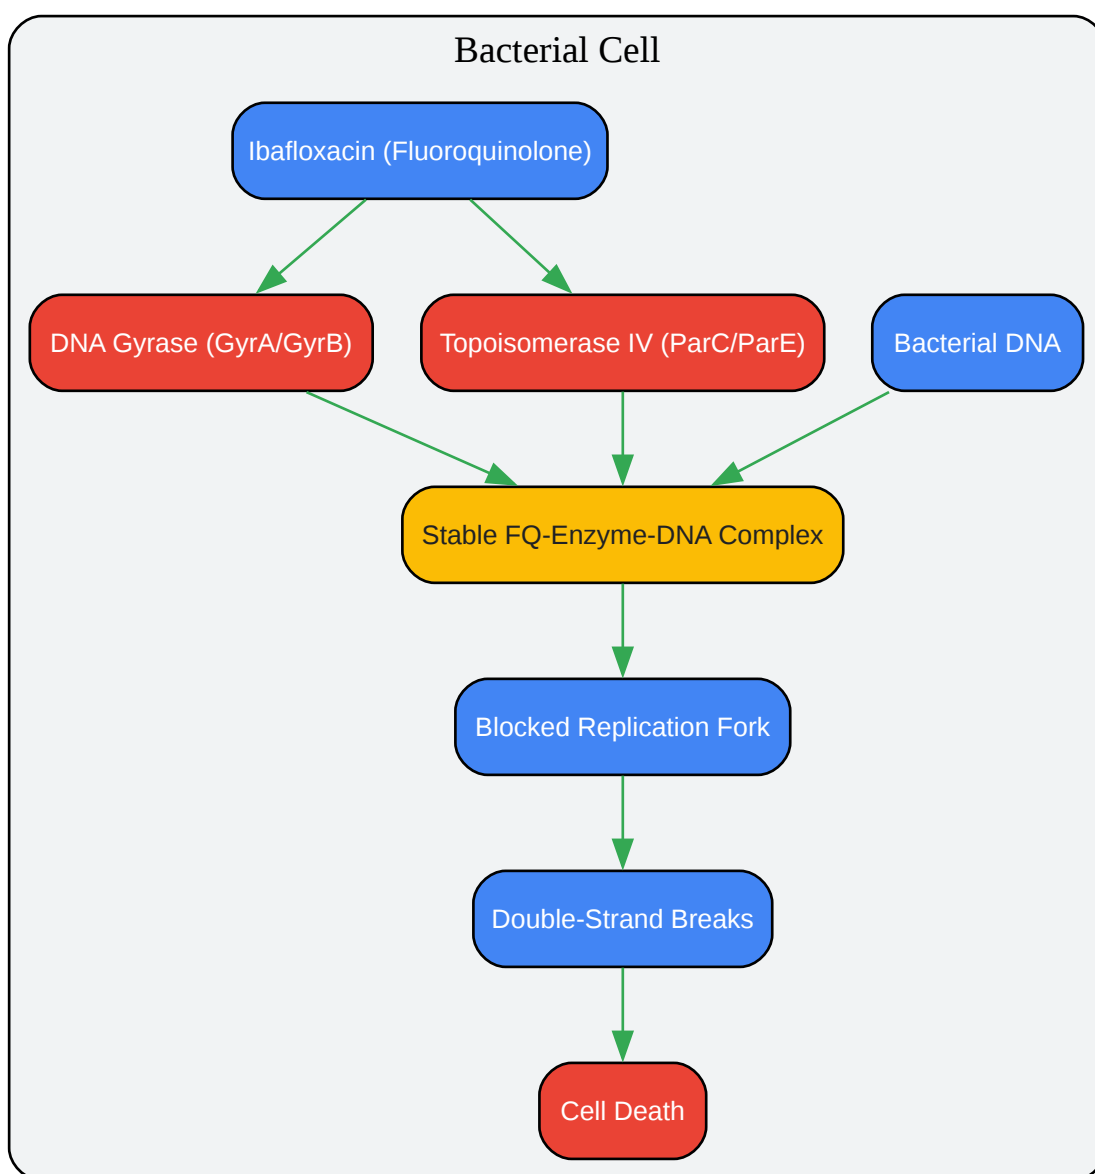 Bacterial Cell
Ibafloxacin (Fluoroquinolone)
DNA Gyrase (GyrA/GyrB)
Topoisomerase IV (ParC/ParE)
Bacterial DNA
Stable FQ-Enzyme-DNA Complex
Blocked Replication Fork
Double-Strand Breaks
Cell Death